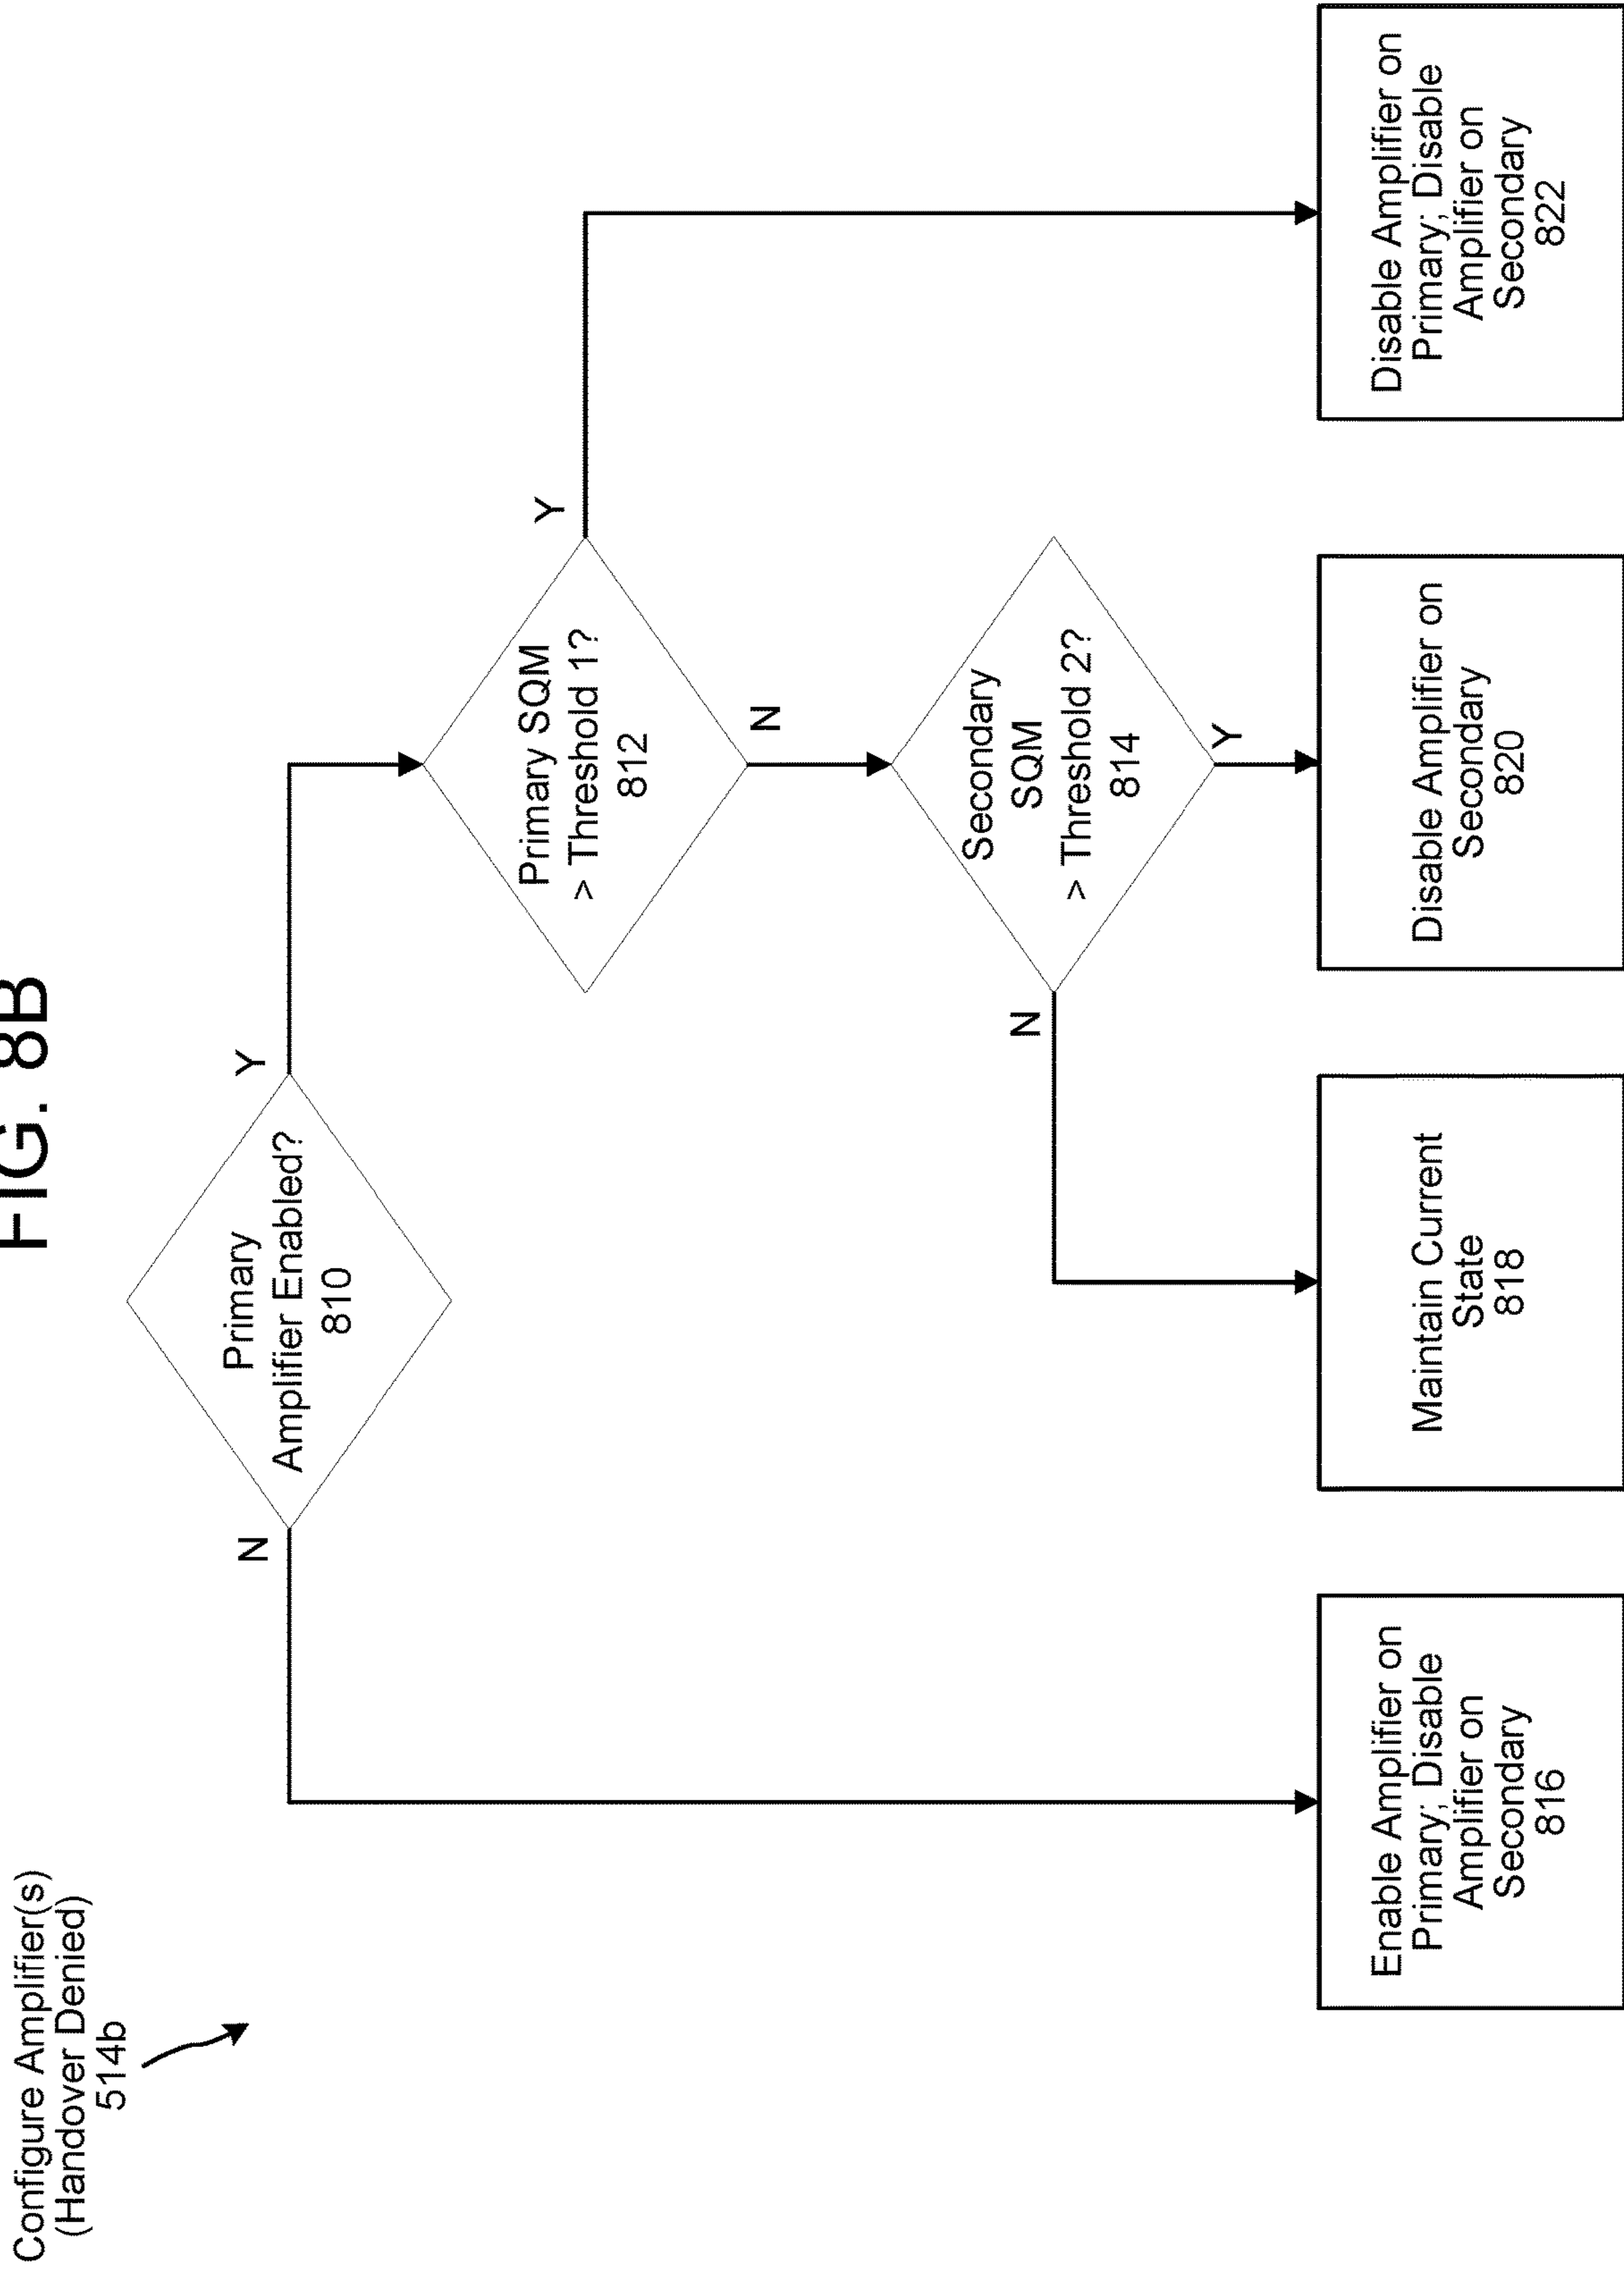 FIG. 8B
Configure Amplifier(s)
(Handover Denied)
514b
Primary
Amplifier Enabled?
810
N
Y
Primary SQM
> Threshold 1?
812
Y
N
Secondary
SQM
> Threshold 2?
814
N
Y
Enable Amplifier on
Primary; Disable
Amplifier on
Secondary
816
Maintain Current
State
818
Disable Amplifier on
Secondary
820
Disable Amplifier on
Primary; Disable
Amplifier on
Secondary
822